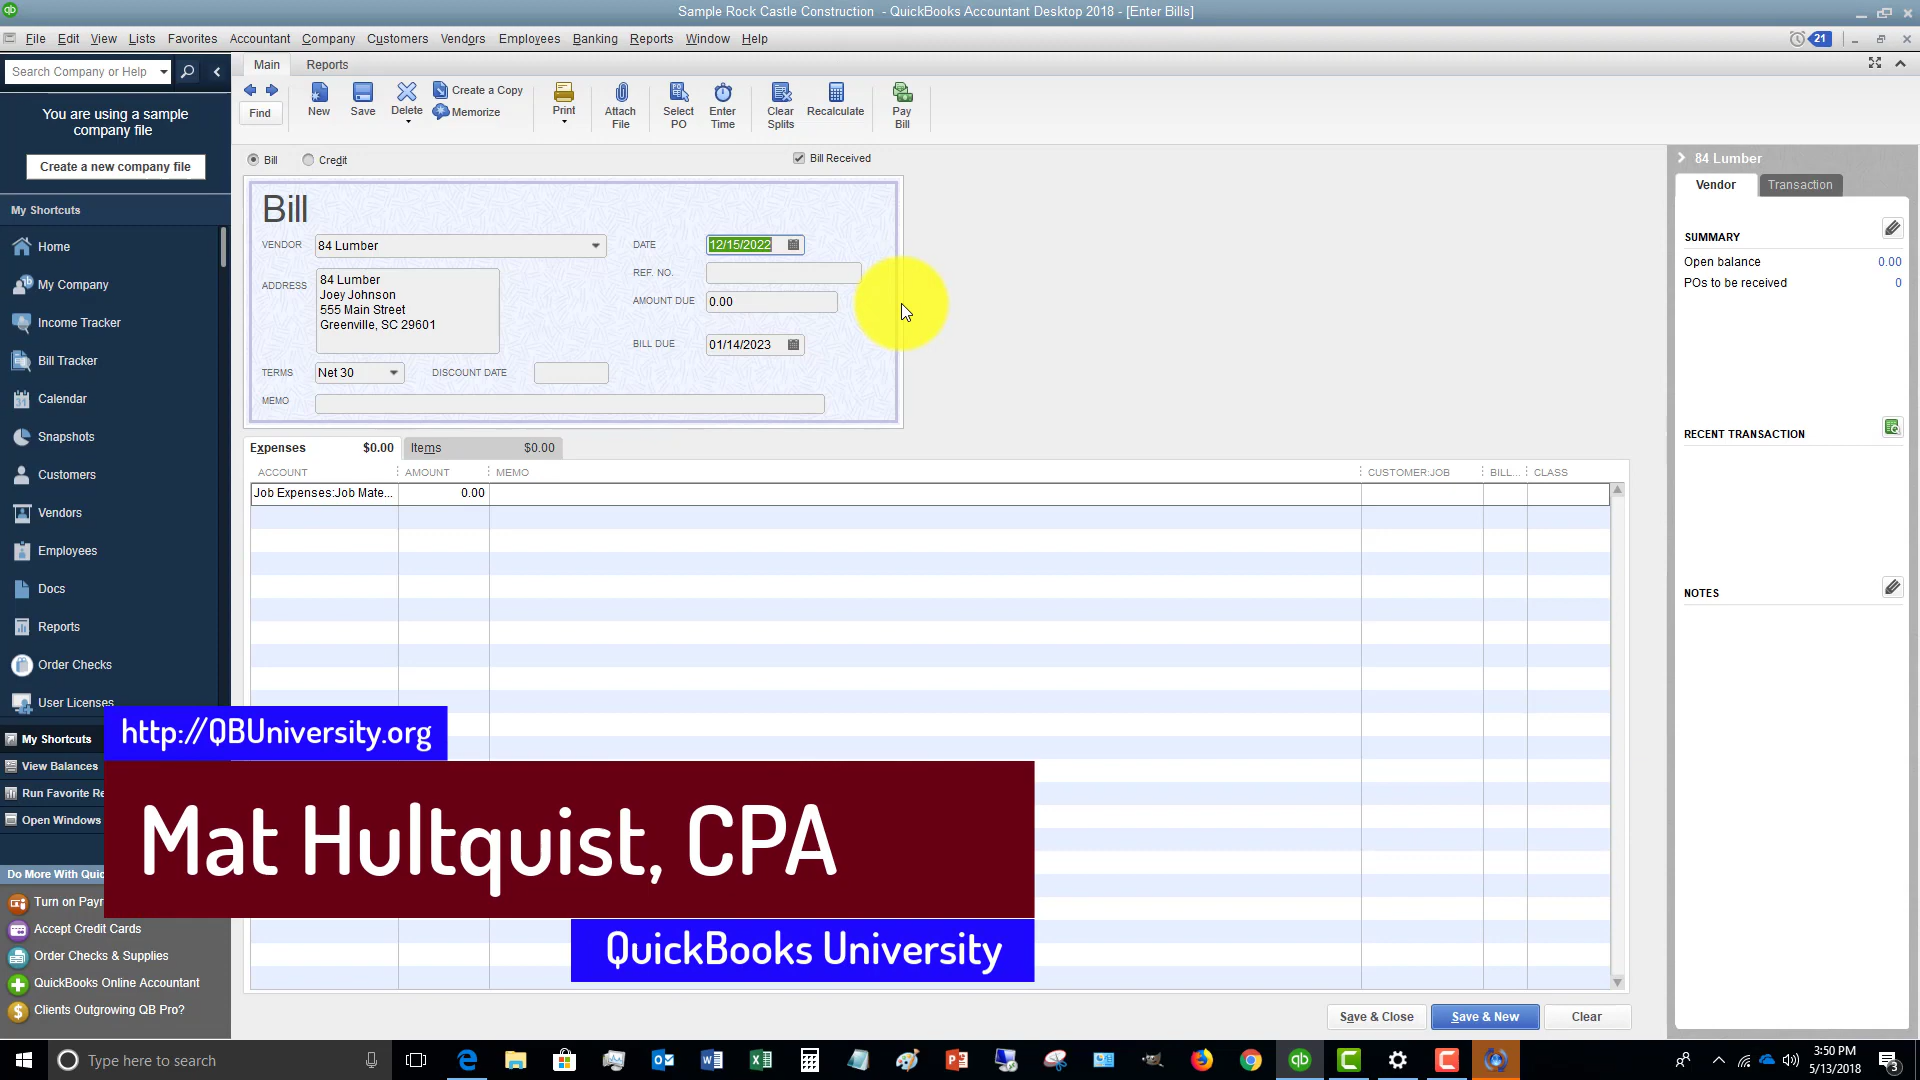 Sample Rock Castle Construction - QuickBooks Accountant Desktop 2018 - [Enter Bills]
File Edit View Lists Favorites Accountant Company Customers Vendors Employees Banking Reports Window Help
21
Search Company or Help
You are using a sample
company file
Create a new company file
My Shortcuts
Home
My Company
Income Tracker
Bill Tracker
Calendar
Snapshots
Customers
Vendors
Employees
Docs
Reports
Order Checks
User Licenses
My Shortcuts
View Balances
Run Favorite Re
Open Windows
Do More With Quic
Turn on Payr
Accept Credit Cards
Order Checks & Supplies
QuickBooks Online Accountant
Clients Outgrowing QB Pro?
Main Reports
Find
New
Save
Delete
Create a Copy
Memorize
Print
Attach
File
Select
PO
Enter
Time
Clear
Splits
Recalculate
Pay
Bill
Bill Credit Bill Received
Bill
VENDOR 84 Lumber
ADDRESS
84 Lumber
Joey Johnson
555 Main Street
Greenville, SC 29601
TERMS Net 30 DISCOUNT DATE
MEMO
DATE 12/15/2022
REF. NO.
AMOUNT DUE 0.00
BILL DUE 01/14/2023
Expenses $0.00 Items $0.00
ACCOUNT AMOUNT MEMO CUSTOMER:JOB BILL... CLASS
Job Expenses:Job Mate... 0.00
Save & Close Save & New Clear
84 Lumber
Vendor Transaction
SUMMARY
Open balance 0.00
POs to be received 0
RECENT TRANSACTION
NOTES
http://QBUniversity.org
Mat Hultquist, CPA
QuickBooks University
Type here to search
3:50 PM
5/13/2018
3